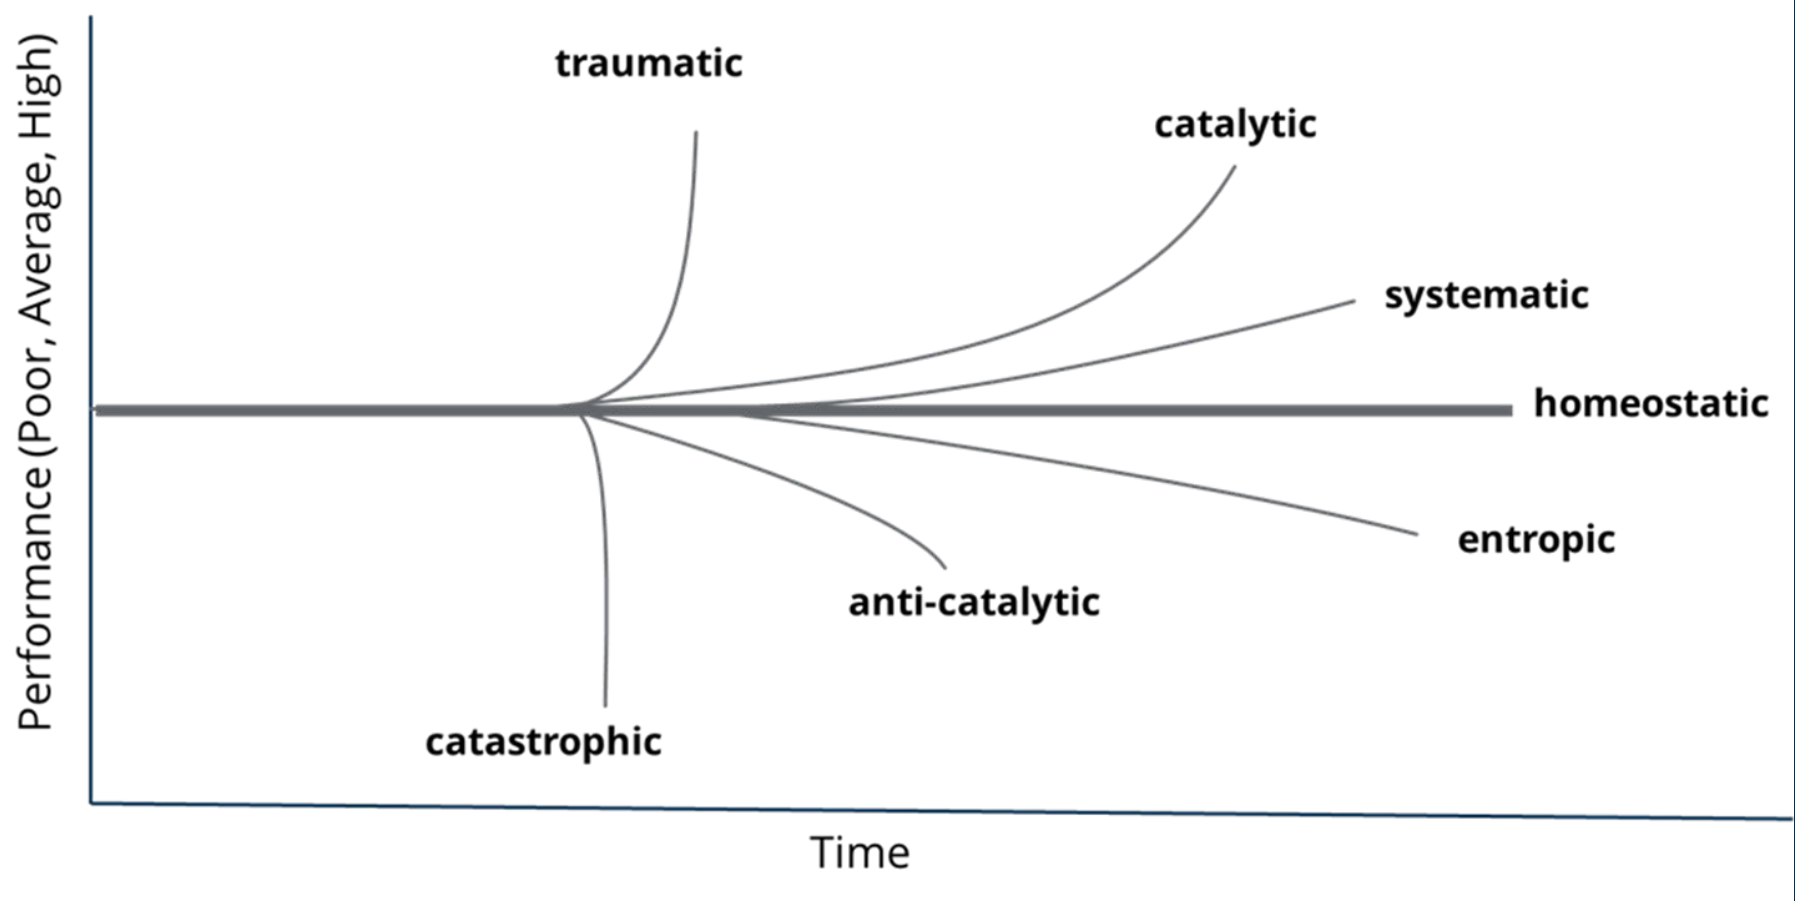 Performance (Poor, Average, High)
traumatic
catalytic
systematic
homeostatic
entropic
anti-catalytic
catastrophic
Time